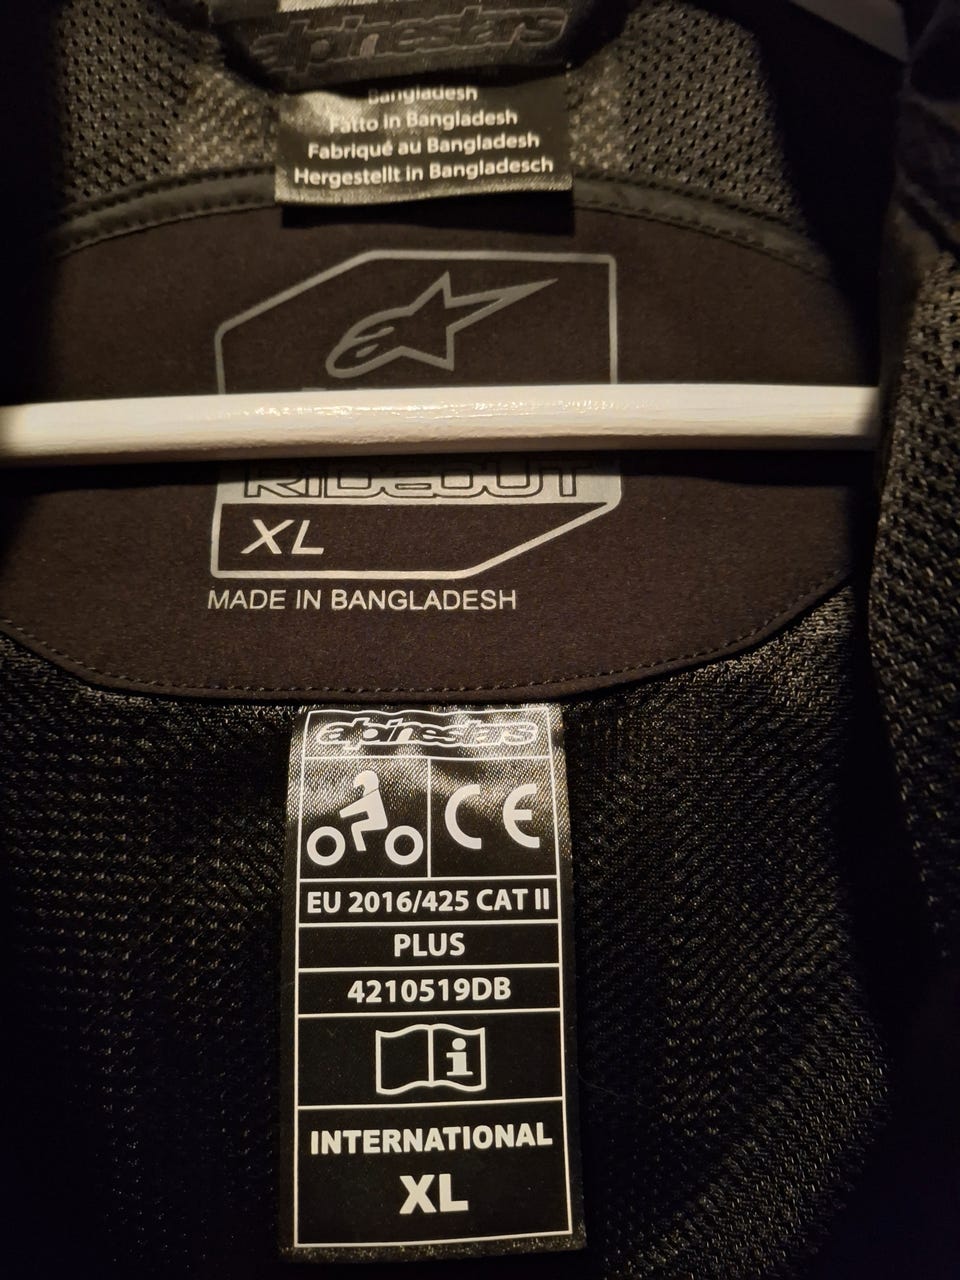 alpinestars
Bangladesh
Fatto in Bangladesh
Fabriqué au Bangladesh
Hergestellt in Bangladesch
RIDEOUT
XL
MADE IN BANGLADESH
alpinestars
CE
EU 2016/425 CAT II
PLUS
4210519DB
i
INTERNATIONAL
XL